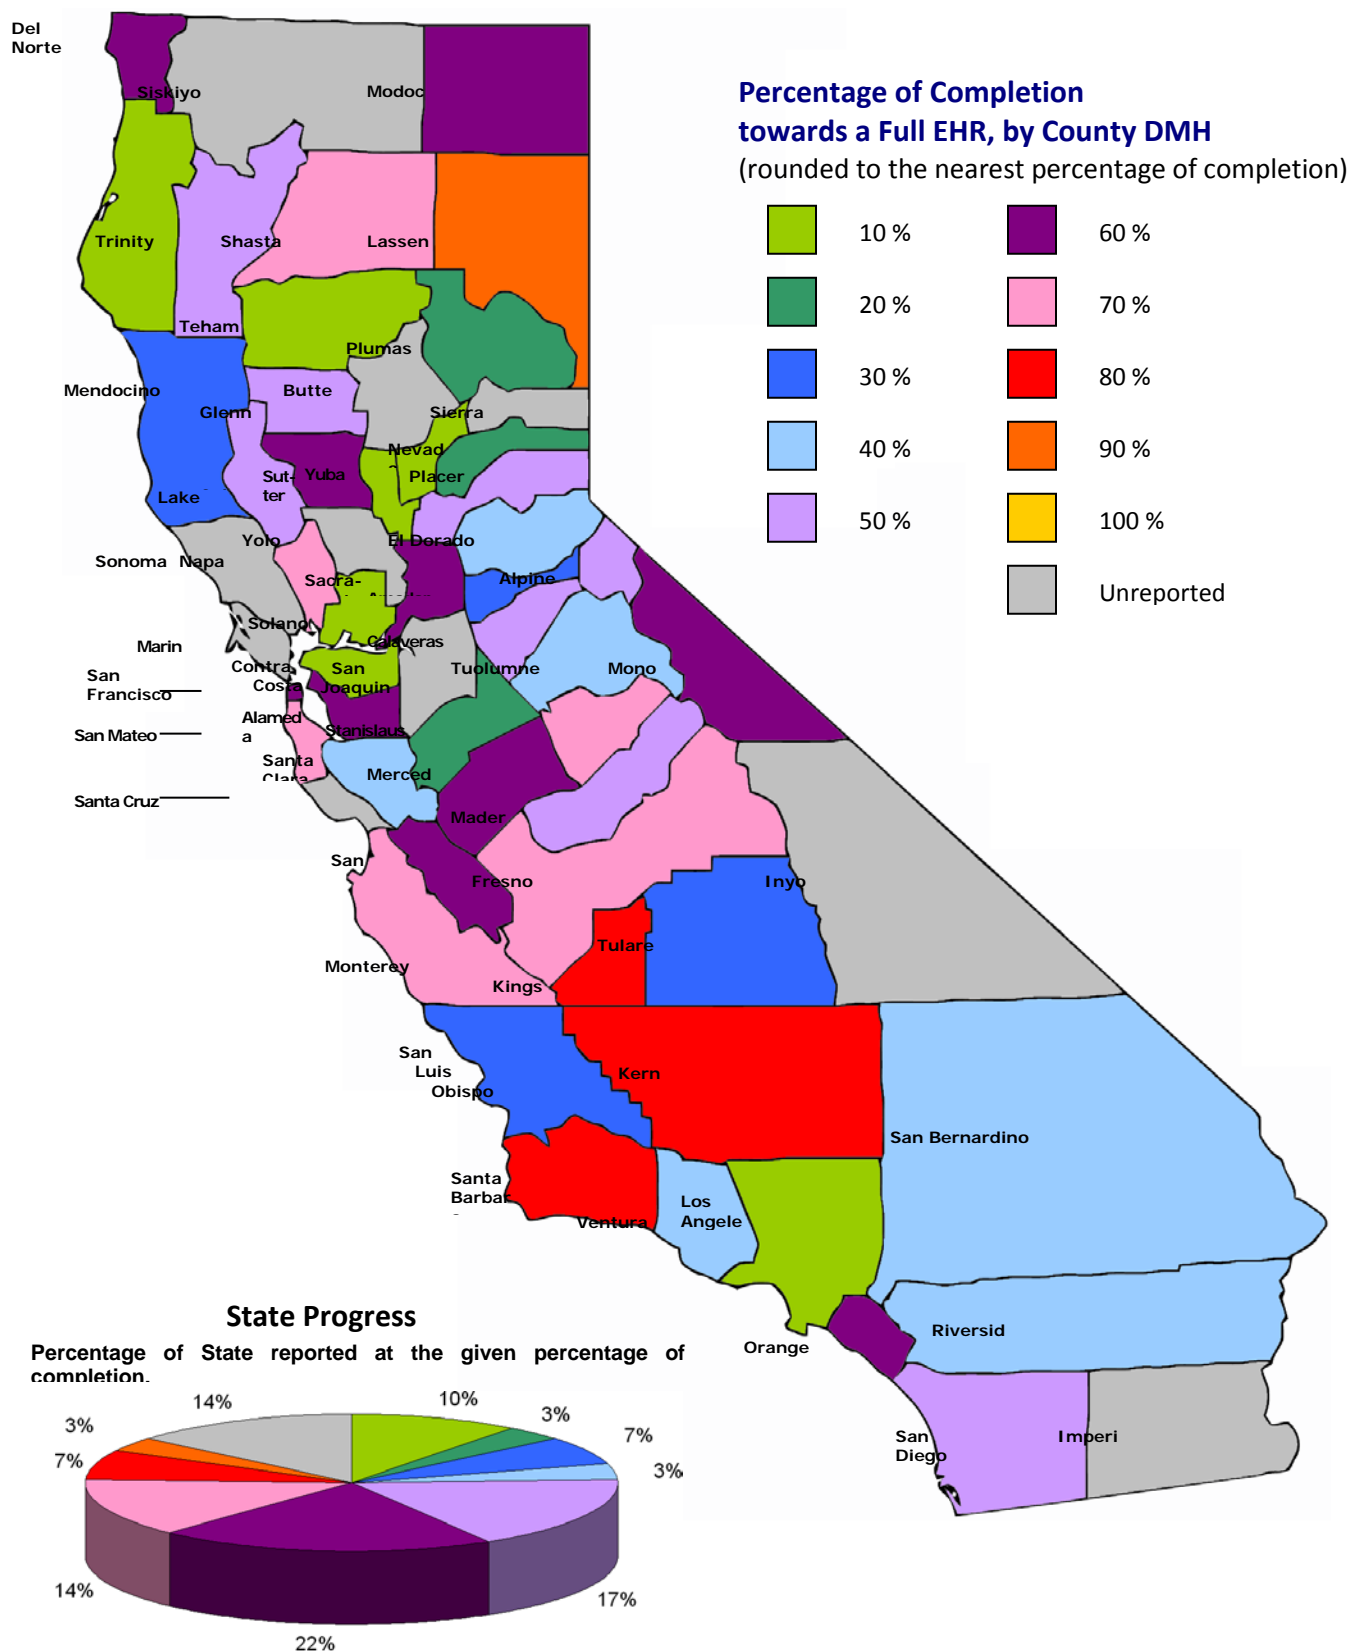 Del
Norte
Siskiyo
Modoc
Percentage of Completion
towards a Full EHR, by County DMH
(rounded to the nearest percentage of completion)
10 %
60 %
20 %
70 %
30 %
80 %
40 %
90 %
50 %
100 %
Unreported
Trinity
Shasta
Lassen
Teham
Plumas
Mendocino
Glenn
Butte
Sierra
Nevad
Placer
Sut-
ter
Yuba
Lake
Yolo
El Dorado
Sonoma
Napa
Sacra-
Alpine
Solano
Calaveras
Marin
Contra
Costa
San
Joaquin
Tuolumne
Mono
San
Francisco
Alamed
a
Stanislaus
San Mateo
Santa
Clara
Merced
Santa Cruz
Mader
San
Fresno
Inyo
Tulare
Monterey
Kings
San
Luis
Obispo
Kern
San Bernardino
Santa
Barbar
Ventura
Los
Angele
Orange
Riversid
San
Diego
Imperi
State Progress
Percentage of State reported at the given percentage of
completion.
14%
10%
3%
3%
7%
7%
3%
14%
17%
22%